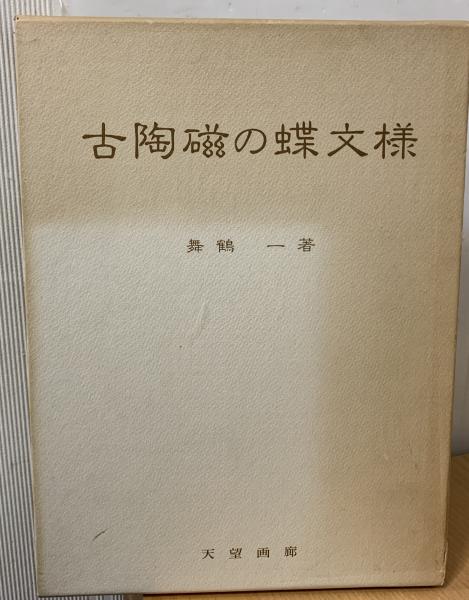 古陶磁の蝶文様
舞鶴 一著
天望画廊